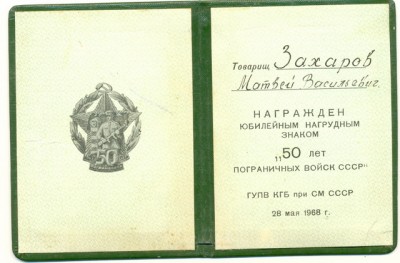 50
Товарищ Захаров
Матвей Васильевич.
НАГРАЖДЕН
ЮБИЛЕЙНЫМ НАГРУДНЫМ
ЗНАКОМ
„50 лет
ПОГРАНИЧНЫХ ВОЙСК СССР“
ГУПВ КГБ при СМ СССР
28 мая 1968 г.